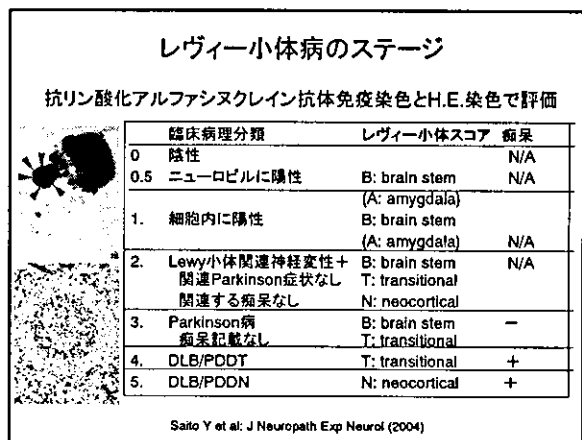 レヴィー小体病のステージ
抗リン酸化アルファシヌクレイン抗体免疫染色とH.E.染色で評価
臨床病理分類 レヴィー小体スコア 痴呆
0 陰性 N/A
0.5 ニューロピルに陽性 B: brain stem N/A
(A: amygdala)
1. 細胞内に陽性 B: brain stem
(A: amygdala) N/A
2. Lewy小体関連神経変性＋ B: brain stem N/A
関連Parkinson症状なし T: transitional
関連する痴呆なし N: neocortical
3. Parkinson病 B: brain stem −
痴呆記載なし T: transitional
4. DLB/PDDT T: transitional +
5. DLB/PDDN N: neocortical +
Saito Y et al: J Neuropath Exp Neurol (2004)